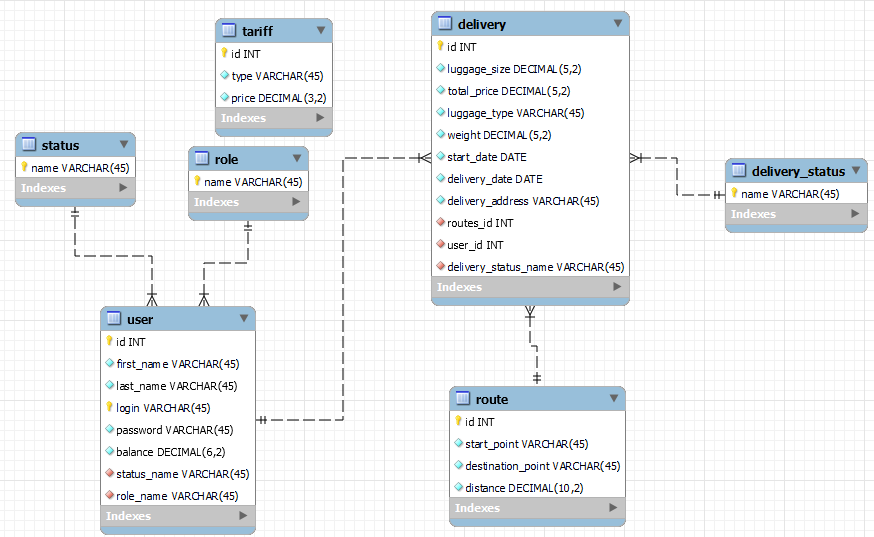 tariff
id INT
type VARCHAR(45)
price DECIMAL(3,2)
Indexes
delivery
id INT
luggage_size DECIMAL(5,2)
total_price DECIMAL(5,2)
luggage_type VARCHAR(45)
weight DECIMAL(5,2)
start_date DATE
delivery_date DATE
delivery_address VARCHAR(45)
routes_id INT
user_id INT
delivery_status_name VARCHAR(45)
Indexes
status
name VARCHAR(45)
Indexes
role
name VARCHAR(45)
Indexes
delivery_status
name VARCHAR(45)
Indexes
user
id INT
first_name VARCHAR(45)
last_name VARCHAR(45)
login VARCHAR(45)
password VARCHAR(45)
balance DECIMAL(6,2)
status_name VARCHAR(45)
role_name VARCHAR(45)
Indexes
route
id INT
start_point VARCHAR(45)
destination_point VARCHAR(45)
distance DECIMAL(10,2)
Indexes